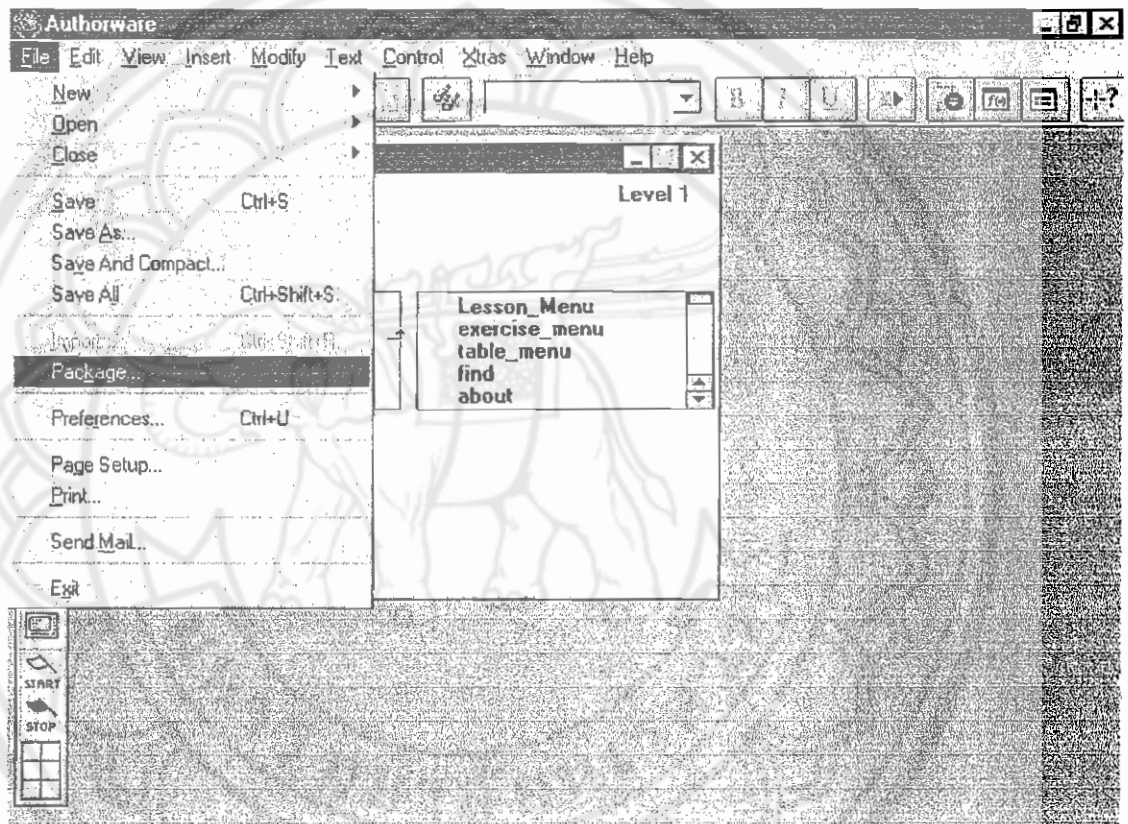 Authorware
File Edit View Insert Modify Text Control Xtras Window Help
New
Open
Close
Save Ctrl+S
Save As...
Save And Compact...
Save All Ctrl+Shift+S
Import...
Package...
Preferences... Ctrl+U
Page Setup...
Print...
Send Mail...
Exit
B I U
Level 1
Lesson_Menu
exercise_menu
table_menu
find
about
START
STOP